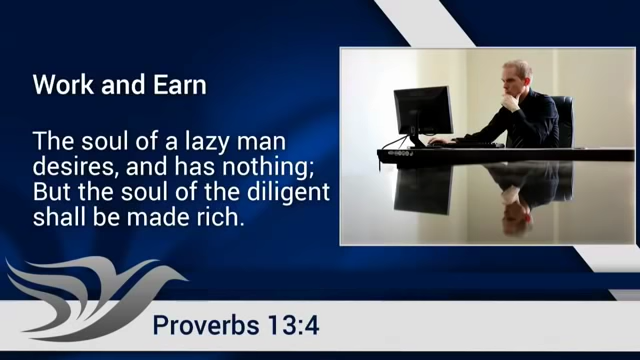 Work and Earn
The soul of a lazy man
desires, and has nothing;
But the soul of the diligent
shall be made rich.
Proverbs 13:4